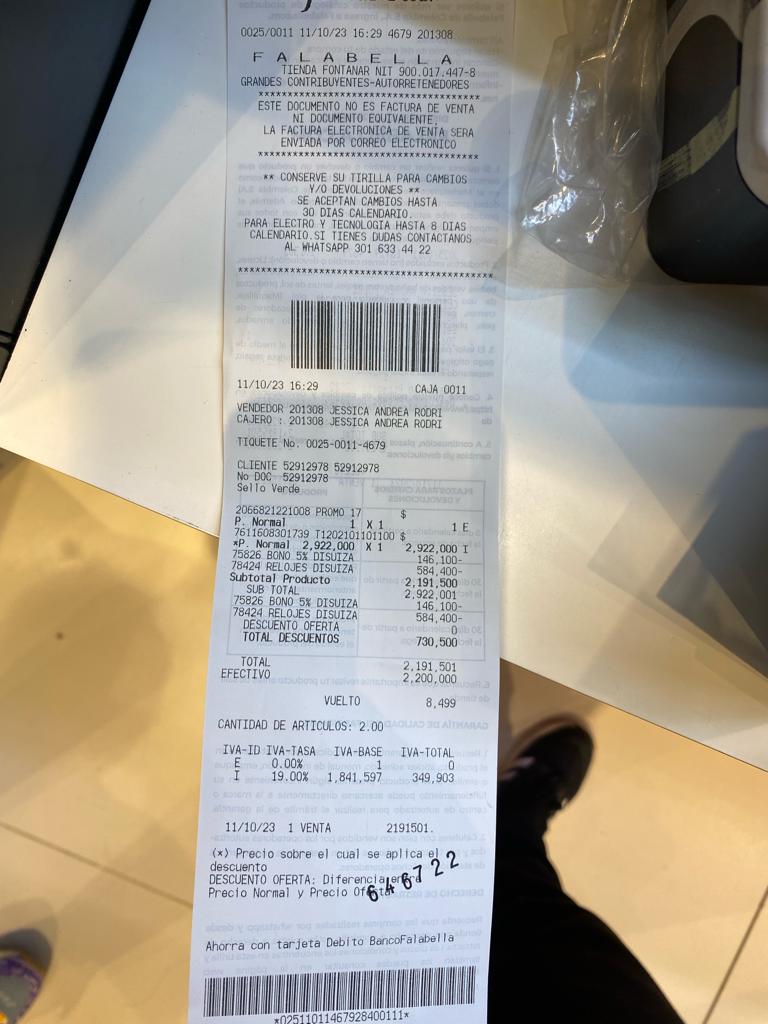 0025/0011 11/10/23 16:29 4679 201308
F A L A B E L L A
TIENDA FONTANAR NIT 900.017.447-8
GRANDES CONTRIBUYENTES-AUTORRETENEDORES
****************************************
ESTE DOCUMENTO NO ES FACTURA DE VENTA
NI DOCUMENTO EQUIVALENTE,
LA FACTURA ELECTRONICA DE VENTA SERA
ENVIADA POR CORREO ELECTRONICO
****************************************
** CONSERVE SU TIRILLA PARA CAMBIOS
Y/O DEVOLUCIONES **
SE ACEPTAN CAMBIOS HASTA
30 DIAS CALENDARIO.
PARA ELECTRO Y TECNOLOGIA HASTA 8 DIAS
CALENDARIO.SI TIENES DUDAS CONTACTANOS
AL WHATSAPP 301 633 44 22
****************************************
11/10/23 16:29 CAJA 0011
VENDEDOR 201308 JESSICA ANDREA RODRI
CAJERO : 201308 JESSICA ANDREA RODRI
TIQUETE No. 0025-0011-4679
CLIENTE 52912978 52912978
No DOC 52912978
Sello Verde
2066821221008 PROMO 17 $
P. Normal 1 X 1 1 E
7611608301739 T1202101101100 $
*P. Normal 2,922,000 X 1 2,922,000 I
75826 BONO 5% DISUIZA 146,100-
78424 RELOJES DISUIZA 584,400-
Subtotal Producto 2,191,500
SUB TOTAL 2,922,001
75826 BONO 5% DISUIZA 146,100-
78424 RELOJES DISUIZA 584,400-
DESCUENTO OFERTA 0
TOTAL DESCUENTOS 730,500
TOTAL 2,191,501
EFECTIVO 2,200,000
VUELTO 8,499
CANTIDAD DE ARTICULOS: 2.00
IVA-ID IVA-TASA IVA-BASE IVA-TOTAL
E 0.00% 1 0
I 19.00% 1,841,597 349,903
11/10/23 1 VENTA 2191501.
(*) Precio sobre el cual se aplica el
descuento
DESCUENTO OFERTA: Diferencia entre
Precio Normal y Precio Oferta
646722
Ahorra con tarjeta Debito BancoFalabella
*02511011467928400111*